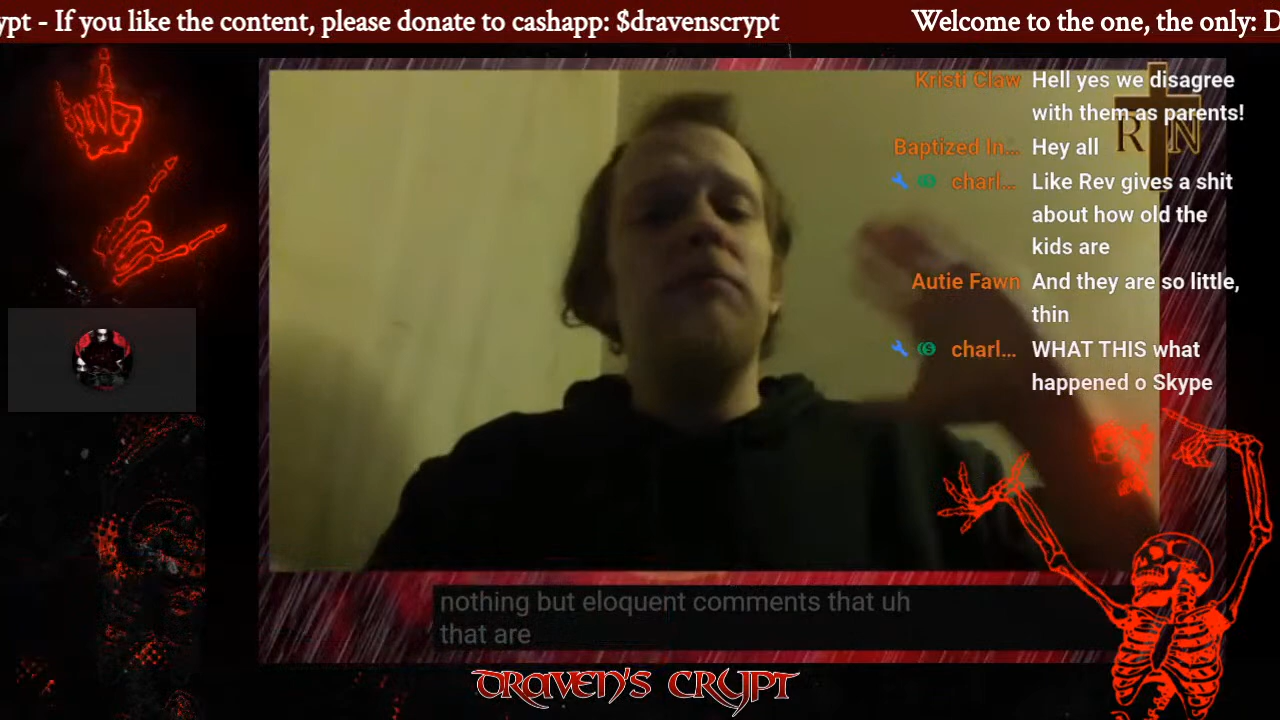 ypt - If you like the content, please donate to cashapp: $dravenscrypt
Welcome to the one, the only: D
Kristi Claw Hell yes we disagree
with them as parents!
Baptized In... Hey all
charl... Like Rev gives a shit
about how old the
kids are
Autie Fawn And they are so little,
thin
charl... WHAT THIS what
happened o Skype
R N
nothing but eloquent comments that uh
that are
DRAVEN'S CRYPT